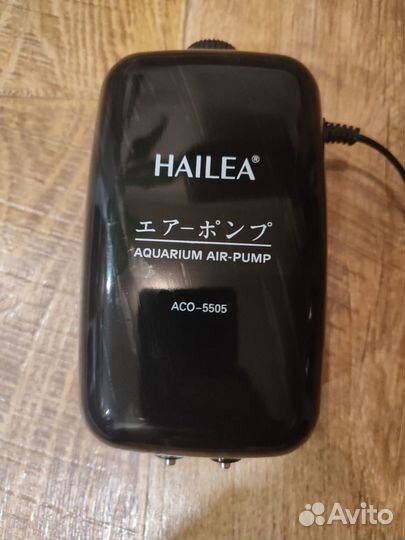 HAILEA®
エアーポンプ
AQUARIUM AIR-PUMP
ACO-5505
Avito